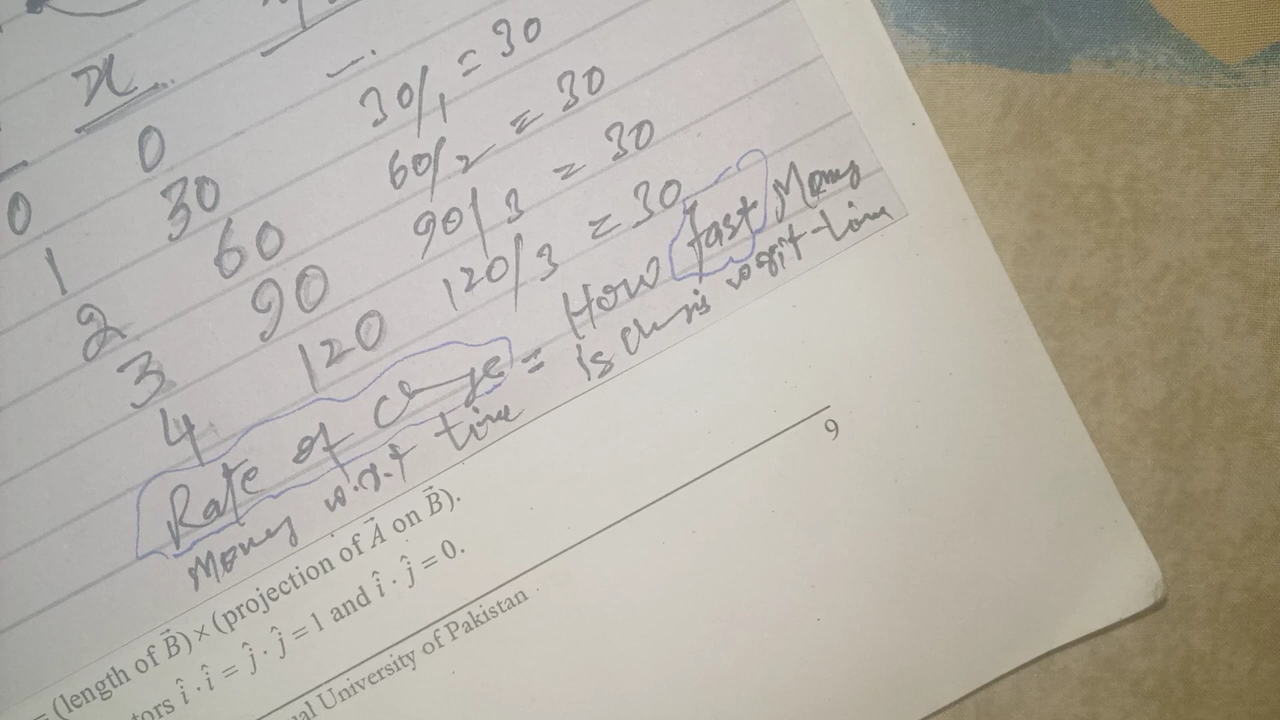 x
0 0
1 30 30/1 = 30
2 60 60/2 = 30
3 90 90/3 = 30
4 120 120/3 = 30
Rate of change = How fast Money
Money w.r.t time is w.r.t time
= (length of B⃗) × (projection of A⃗ on B⃗).
î · î = ĵ · ĵ = 1 and î · ĵ = 0.
University of Pakistan
9